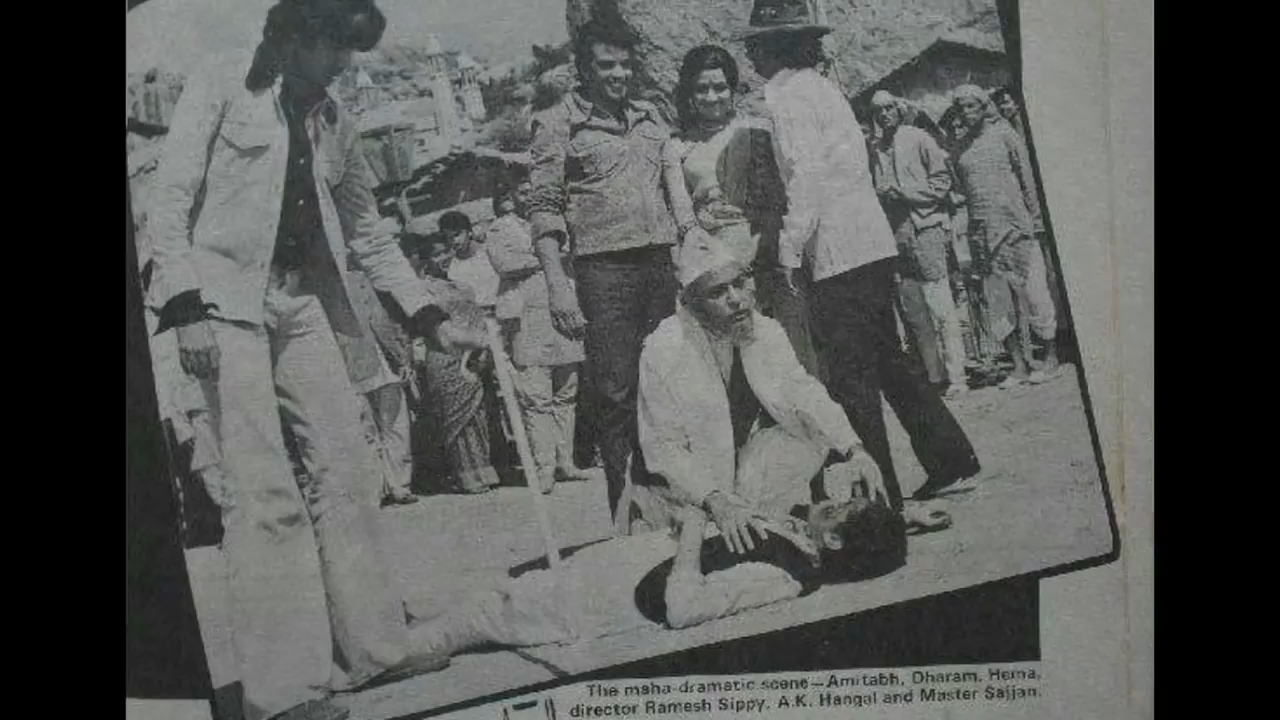 The maha-dramatic scene—Amitabh, Dharam, Hema,
director Ramesh Sippy, A.K. Hangal and Master Sajjan.